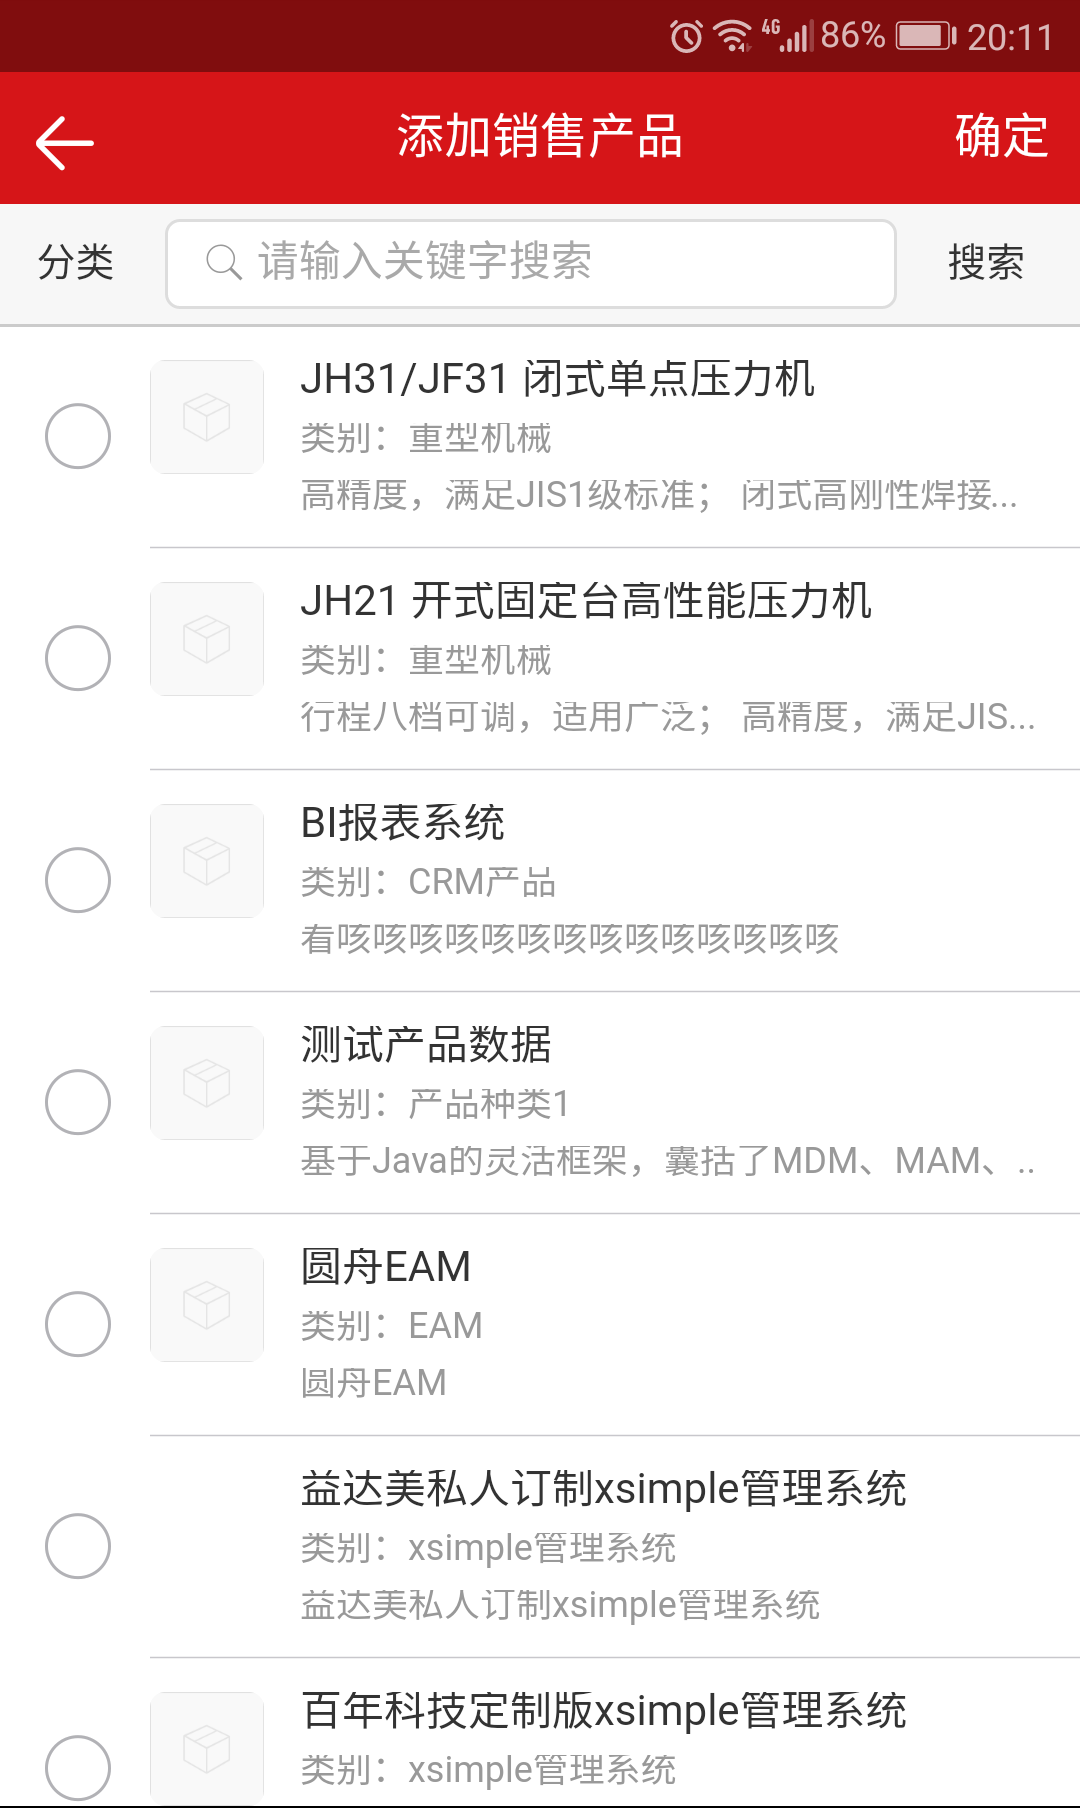 4G 86% 20:11
添加销售产品 确定
分类 请输入关键字搜索 搜索
JH31/JF31 闭式单点压力机
类别：重型机械
高精度，满足JIS1级标准； 闭式高刚性焊接...
JH21 开式固定台高性能压力机
类别：重型机械
行程八档可调，适用广泛； 高精度，满足JIS...
BI报表系统
类别：CRM产品
看咳咳咳咳咳咳咳咳咳咳咳咳咳咳
测试产品数据
类别：产品种类1
基于Java的灵活框架，囊括了MDM、MAM、..
圆舟EAM
类别：EAM
圆舟EAM
益达美私人订制xsimple管理系统
类别：xsimple管理系统
益达美私人订制xsimple管理系统
百年科技定制版xsimple管理系统
类别：xsimple管理系统